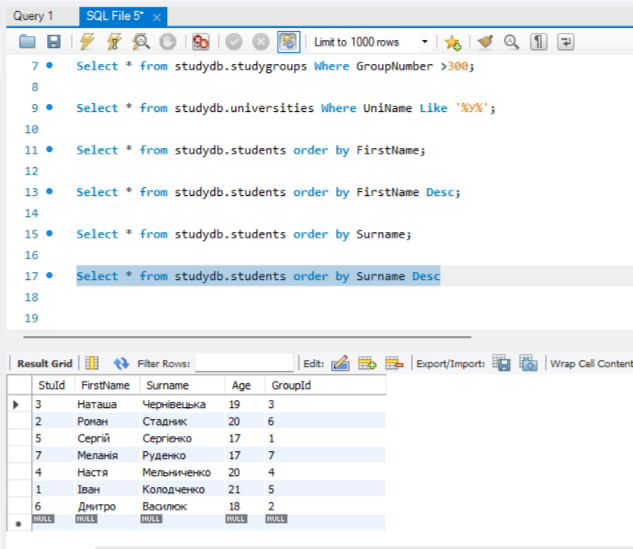 Query 1 SQL File 5* ×
Limit to 1000 rows
7 Select * from studydb.studygroups Where GroupNumber >300;
8
9 Select * from studydb.universities Where UniName Like '%У%';
10
11 Select * from studydb.students order by FirstName;
12
13 Select * from studydb.students order by FirstName Desc;
14
15 Select * from studydb.students order by Surname;
16
17 Select * from studydb.students order by Surname Desc
18
19
Result Grid Filter Rows: Edit: Export/Import: Wrap Cell Content
StuId FirstName Surname Age GroupId
3 Наташа Чернівецька 19 3
2 Роман Стадник 20 6
5 Сергій Сергієнко 17 1
7 Меланія Руденко 17 7
4 Настя Мельниченко 20 4
1 Іван Колодченко 21 5
6 Дмитро Василюк 18 2
NULL NULL NULL NULL NULL